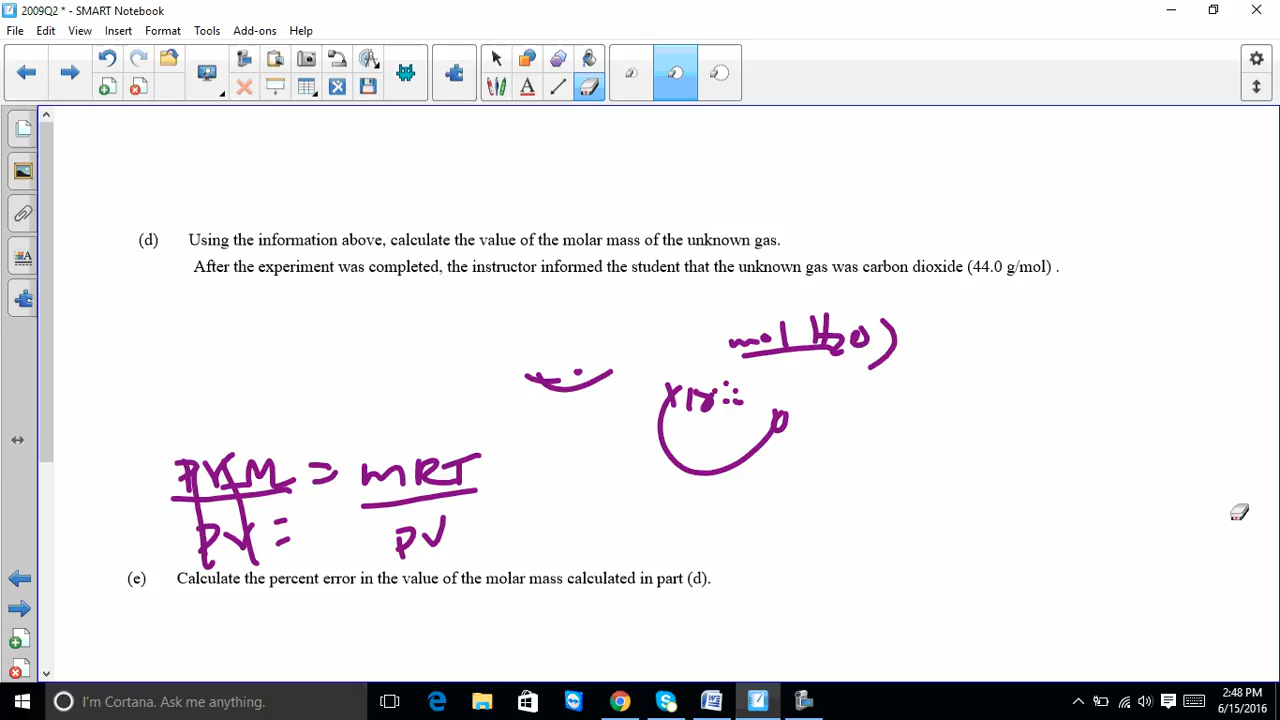 2009Q2 * - SMART Notebook
File Edit View Insert Format Tools Add-ons Help
(d) Using the information above, calculate the value of the molar mass of the unknown gas.
After the experiment was completed, the instructor informed the student that the unknown gas was carbon dioxide (44.0 g/mol) .
mol H2O)
PVM = mRT
PV = PV
(e) Calculate the percent error in the value of the molar mass calculated in part (d).
I'm Cortana. Ask me anything.
2:48 PM
6/15/2016